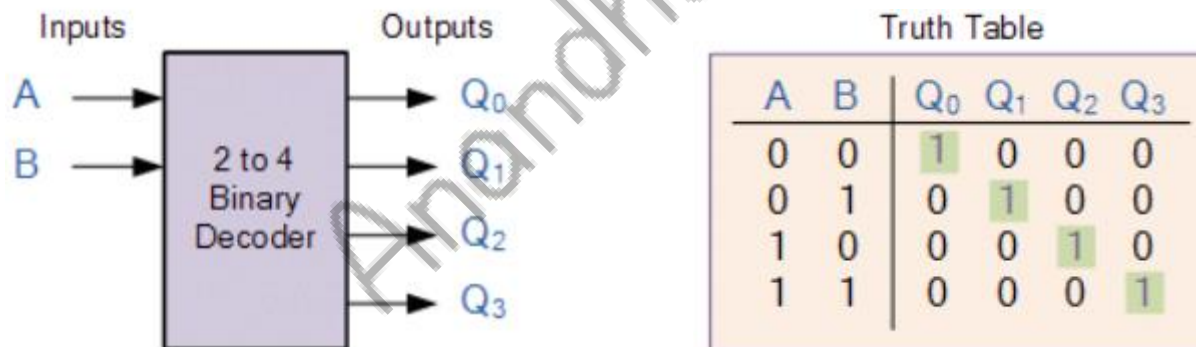 Inputs
Outputs
A
B
2 to 4
Binary
Decoder
Q0
Q1
Q2
Q3
Truth Table
A B Q0 Q1 Q2 Q3
0 0 1 0 0 0
0 1 0 1 0 0
1 0 0 0 1 0
1 1 0 0 0 1